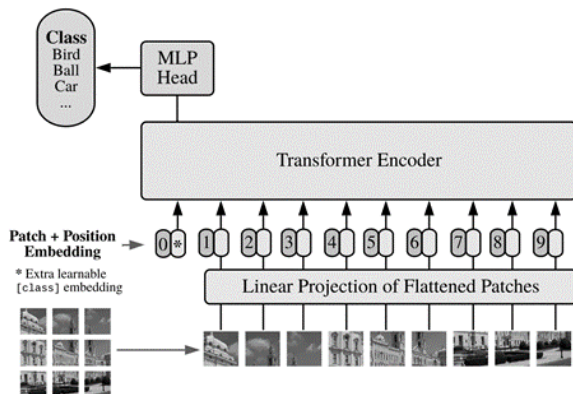 Class
Bird
Ball
Car
...
MLP
Head
Transformer Encoder
Patch + Position
Embedding
0 * 1 2 3 4 5 6 7 8 9
* Extra learnable
[class] embedding
Linear Projection of Flattened Patches